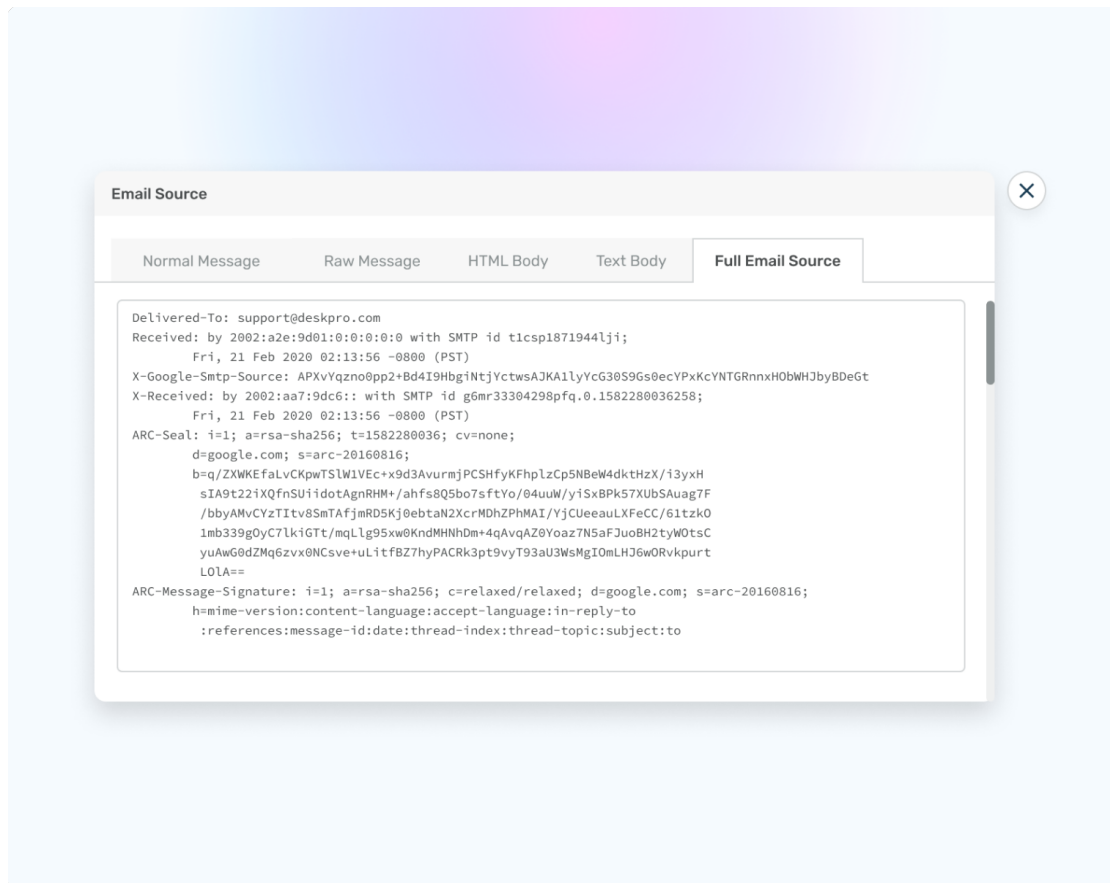 Email Source
Normal Message Raw Message HTML Body Text Body Full Email Source
Delivered-To: support@deskpro.com
Received: by 2002:a2e:9d01:0:0:0:0:0 with SMTP id t1csp1871944lji;
Fri, 21 Feb 2020 02:13:56 -0800 (PST)
X-Google-Smtp-Source: APXvYqzno0pp2+Bd4I9HbgiNtjYctwsAJKA1lyYcG30S9Gs0ecYPxKcYNTGRnnxHObWHJbyBDeGt
X-Received: by 2002:aa7:9dc6:: with SMTP id g6mr33304298pfq.0.1582280036258;
Fri, 21 Feb 2020 02:13:56 -0800 (PST)
ARC-Seal: i=1; a=rsa-sha256; t=1582280036; cv=none;
d=google.com; s=arc-20160816;
b=q/ZXWKEfaLvCKpwTSlW1VEc+x9d3AvurmjPCSHfyKFhplzCp5NBeW4dktHzX/i3yxH
sIA9t22iXQfnSUiidotAgnRHM+/ahfs8Q5bo7sftYo/04uuW/yiSxBPk57XUbSAuag7F
/bbyAMvCYzTItv8SmTAfjmRD5Kj0ebtaN2XcrMDhZPhMAI/YjCUeeauLXFeCC/61tzkO
1mb339gOyC7lkiGTt/mqLlg95xw0KndMHNhDm+4qAvqAZ0Yoaz7N5aFJuoBH2tyWOtsC
yuAwG0dZMq6zvx0NCsve+uLitfBZ7hyPACRk3pt9vyT93aU3WsMgIOmLHJ6wORvkpurt
LOlA==
ARC-Message-Signature: i=1; a=rsa-sha256; c=relaxed/relaxed; d=google.com; s=arc-20160816;
h=mime-version:content-language:accept-language:in-reply-to
:references:message-id:date:thread-index:thread-topic:subject:to